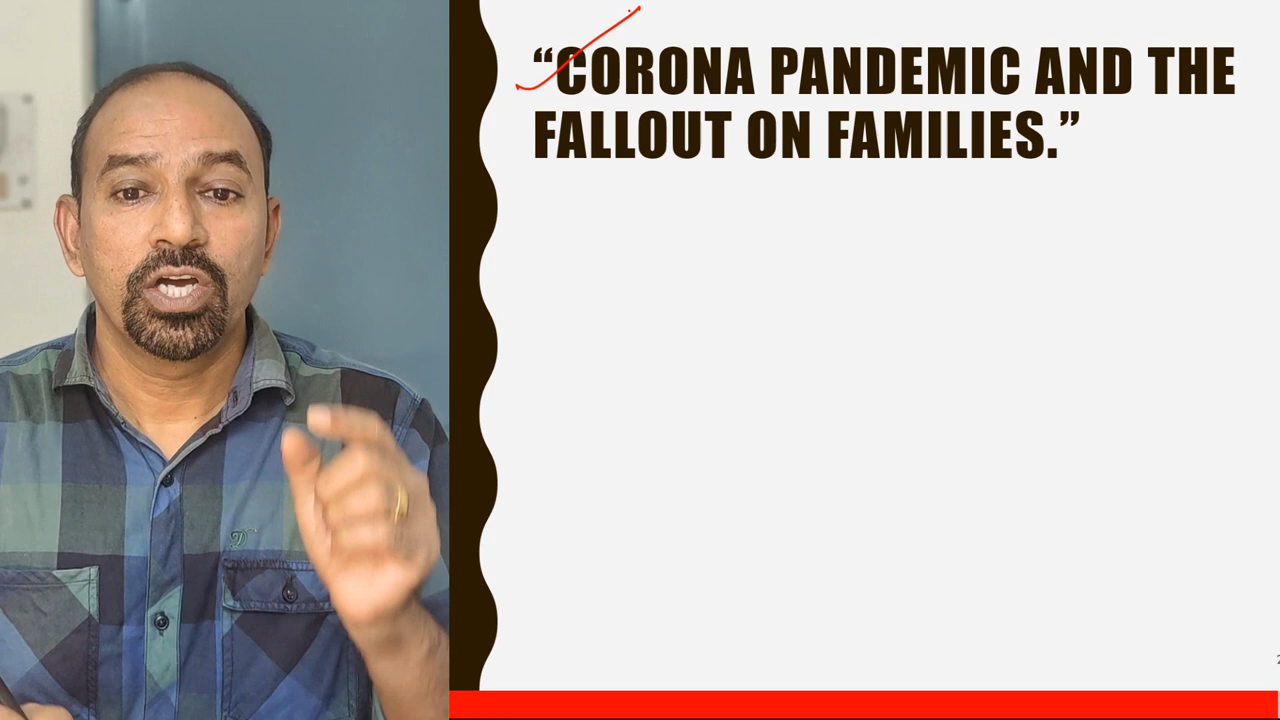 “CORONA PANDEMIC AND THE
FALLOUT ON FAMILIES.”